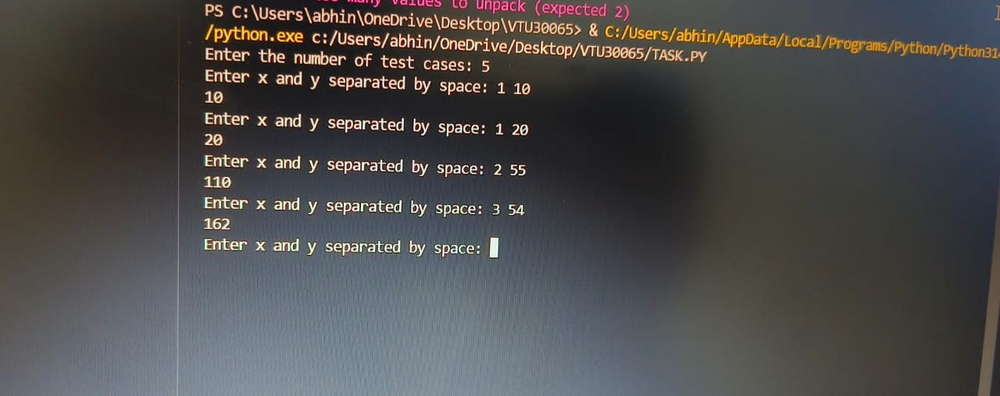 many values to unpack (expected 2)
PS C:\Users\abhin\OneDrive\Desktop\VTU30065> & C:/Users/abhin/AppData/Local/Programs/Python/Python314
/python.exe c:/Users/abhin/OneDrive/Desktop/VTU30065/TASK.PY
Enter the number of test cases: 5
Enter x and y separated by space: 1 10
10
Enter x and y separated by space: 1 20
20
Enter x and y separated by space: 2 55
110
Enter x and y separated by space: 3 54
162
Enter x and y separated by space: